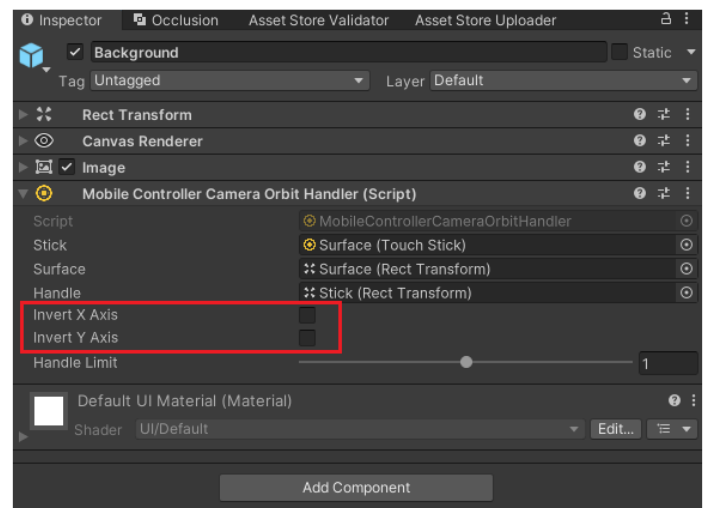 Inspector Occlusion Asset Store Validator Asset Store Uploader
Background Static
Tag Untagged Layer Default
Rect Transform
Canvas Renderer
Image
Mobile Controller Camera Orbit Handler (Script)
Script MobileControllerCameraOrbitHandler
Stick Surface (Touch Stick)
Surface Surface (Rect Transform)
Handle Stick (Rect Transform)
Invert X Axis
Invert Y Axis
Handle Limit 1
Default UI Material (Material)
Shader UI/Default Edit...
Add Component